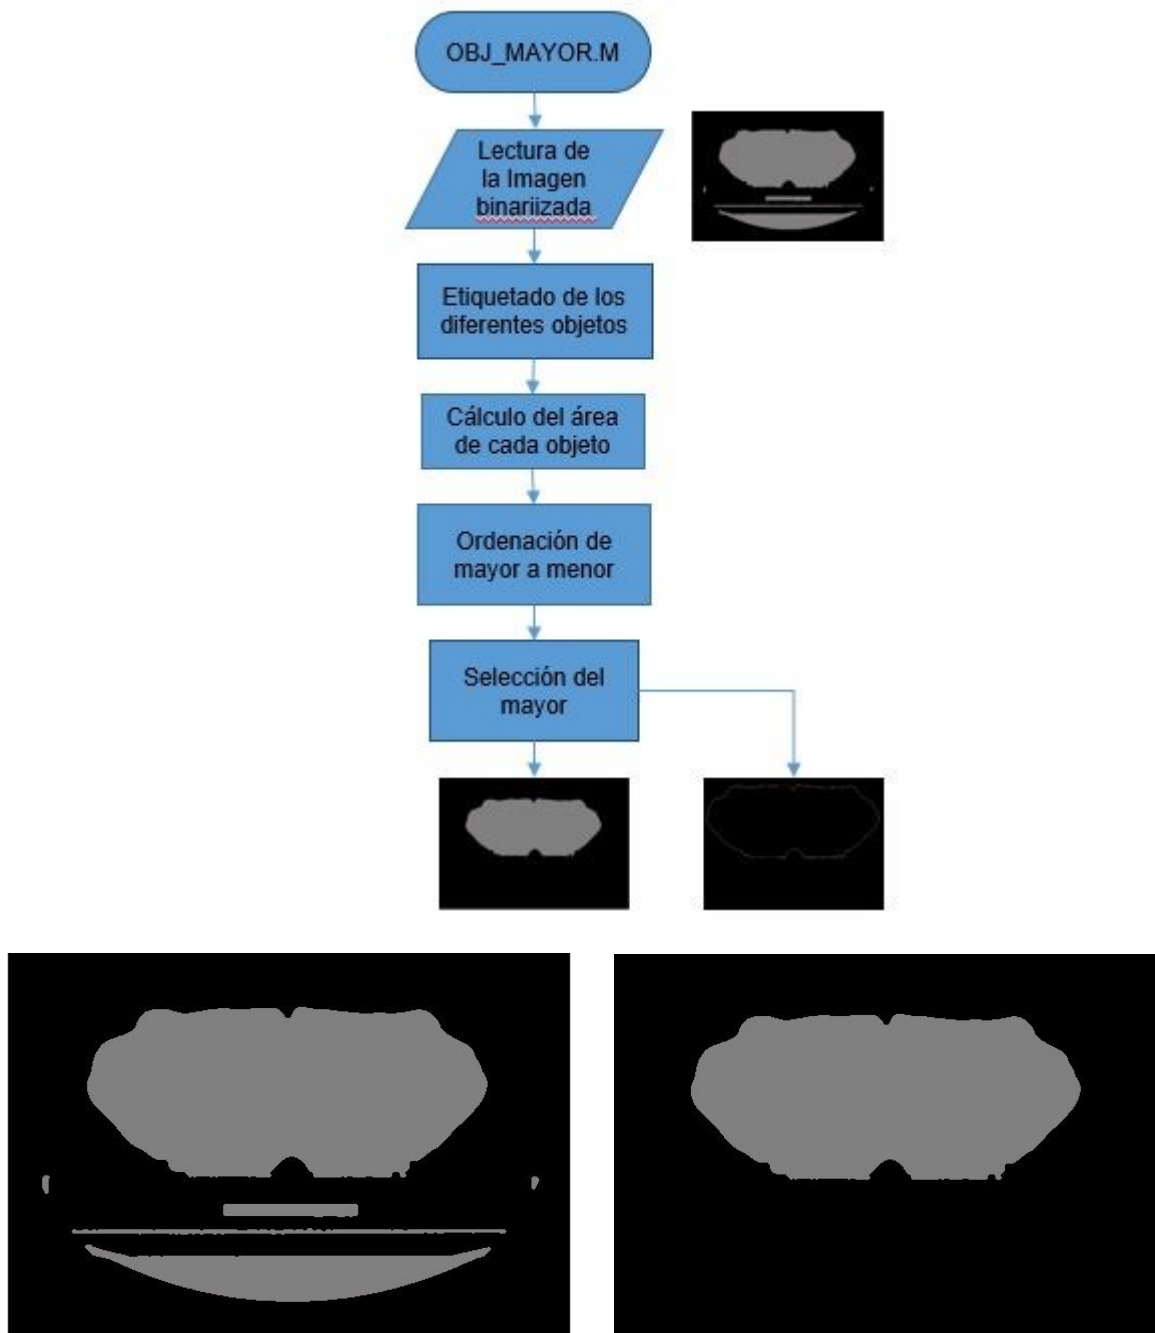 OBJ_MAYOR.M
Lectura de
la Imagen
binariizada
Etiquetado de los
diferentes objetos
Cálculo del área
de cada objeto
Ordenación de
mayor a menor
Selección del
mayor